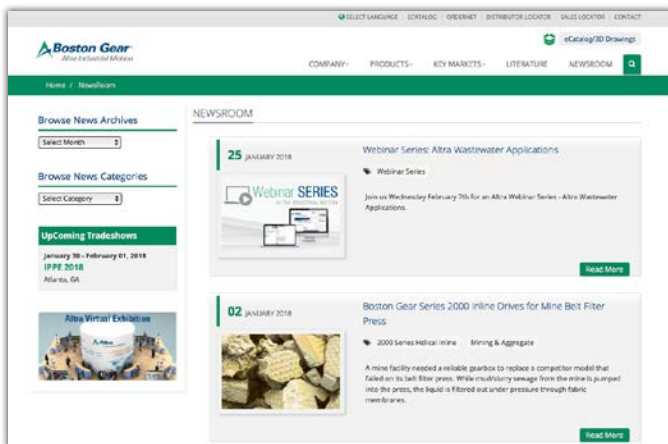 SELECT LANGUAGE | ECATALOG | ORDERNET | DISTRIBUTOR LOCATOR | SALES LOCATOR | CONTACT
Boston Gear
Altra Industrial Motion
eCatalog/3D Drawings
COMPANY PRODUCTS KEY MARKETS LITERATURE NEWSROOM
Home / NewsRoom
Browse News Archives
Select Month
Browse News Categories
Select Category
UpComing Tradeshows
January 30 - February 01, 2018
IPPE 2018
Atlanta, GA
Altra Virtual Exhibition
Altra
NEWSROOM
25 JANUARY 2018
Webinar SERIES
ALTRA INDUSTRIAL MOTION
Webinar Series: Altra Wastewater Applications
Webinar Series
Join us Wednesday February 7th for an Altra Webinar Series - Altra Wastewater
Applications.
Read More
02 JANUARY 2018
Boston Gear Series 2000 Inline Drives for Mine Belt Filter
Press
2000 Series Helical Inline Mining & Aggregate
A mine facility needed a reliable gearbox to replace a competitor model that
failed on its belt filter press. While mud/slurry sewage from the mine is pumped
into the press, the liquid is filtered out under pressure through fabric
membranes.
Read More